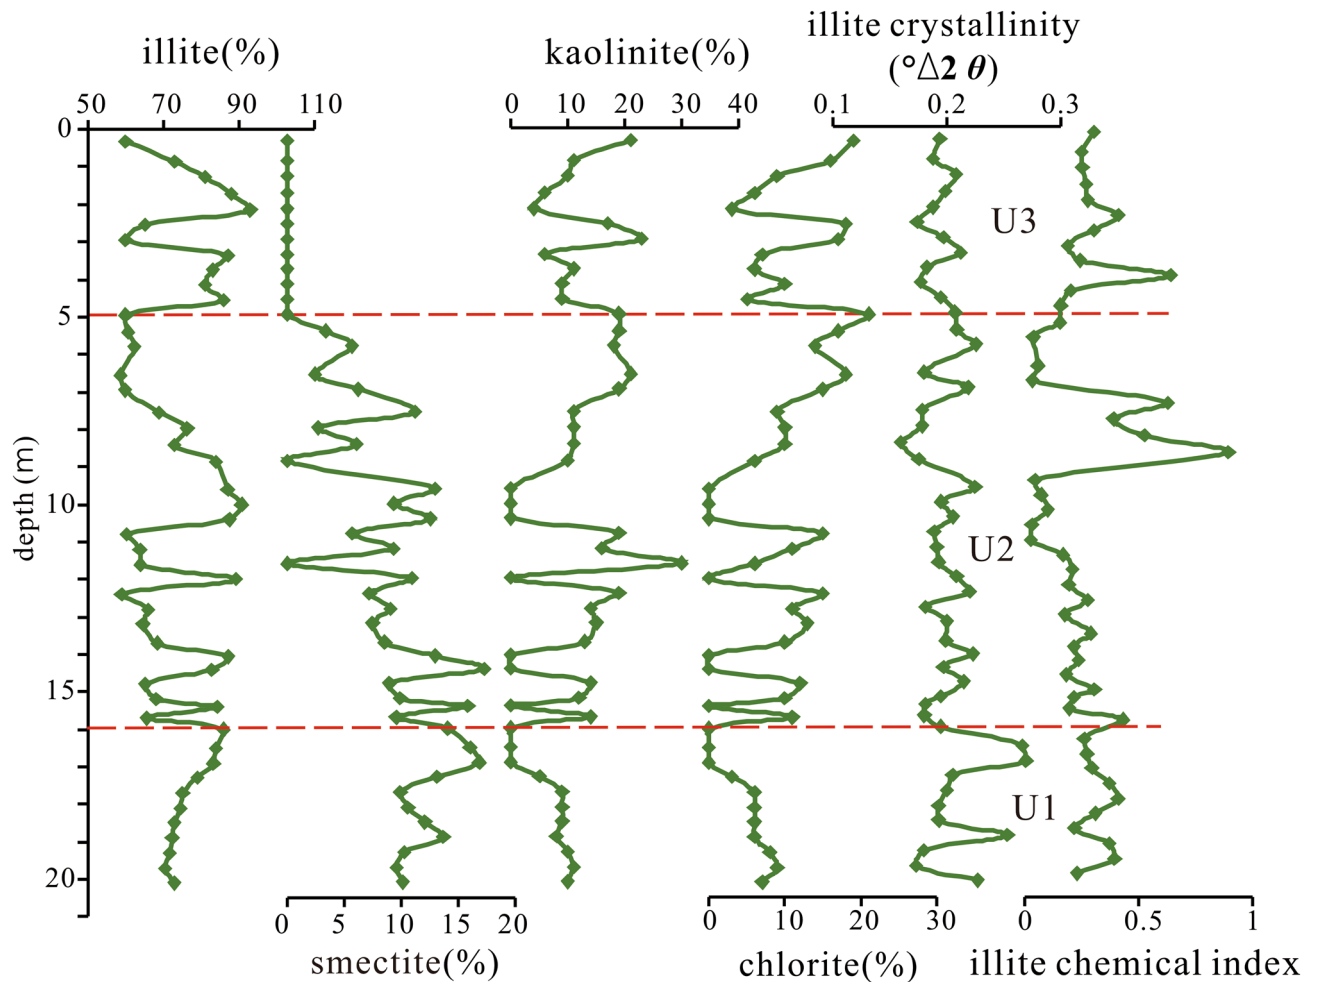 illite(%)
kaolinite(%)
illite crystallinity
(°Δ2 θ)
50 70 90 110
0 10 20 30 40
0.1 0.2 0.3
0
5
10
15
20
depth (m)
U3
U2
U1
0 5 10 15 20
smectite(%)
0 10 20 30
chlorite(%)
0 0.5 1
illite chemical index